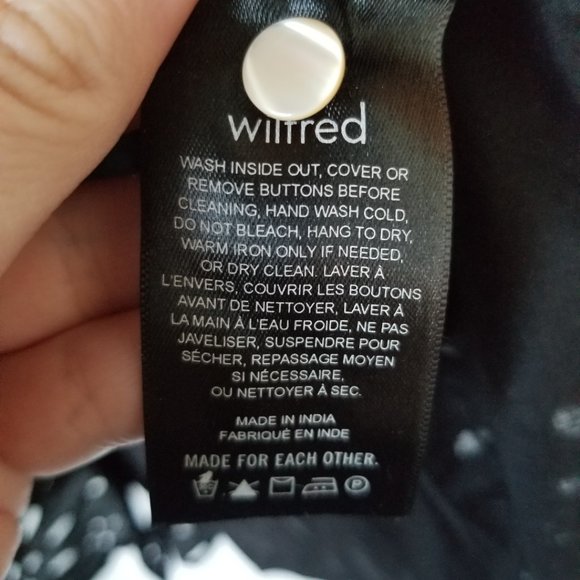 wilfred
WASH INSIDE OUT, COVER OR
REMOVE BUTTONS BEFORE
CLEANING, HAND WASH COLD,
DO NOT BLEACH, HANG TO DRY,
WARM IRON ONLY IF NEEDED,
OR DRY CLEAN. LAVER À
L'ENVERS, COUVRIR LES BOUTONS
AVANT DE NETTOYER, LAVER À
LA MAIN À L'EAU FROIDE, NE PAS
JAVELISER, SUSPENDRE POUR
SÉCHER, REPASSAGE MOYEN
SI NÉCESSAIRE,
OU NETTOYER À SEC.
MADE IN INDIA
FABRIQUÉ EN INDE
MADE FOR EACH OTHER.
P